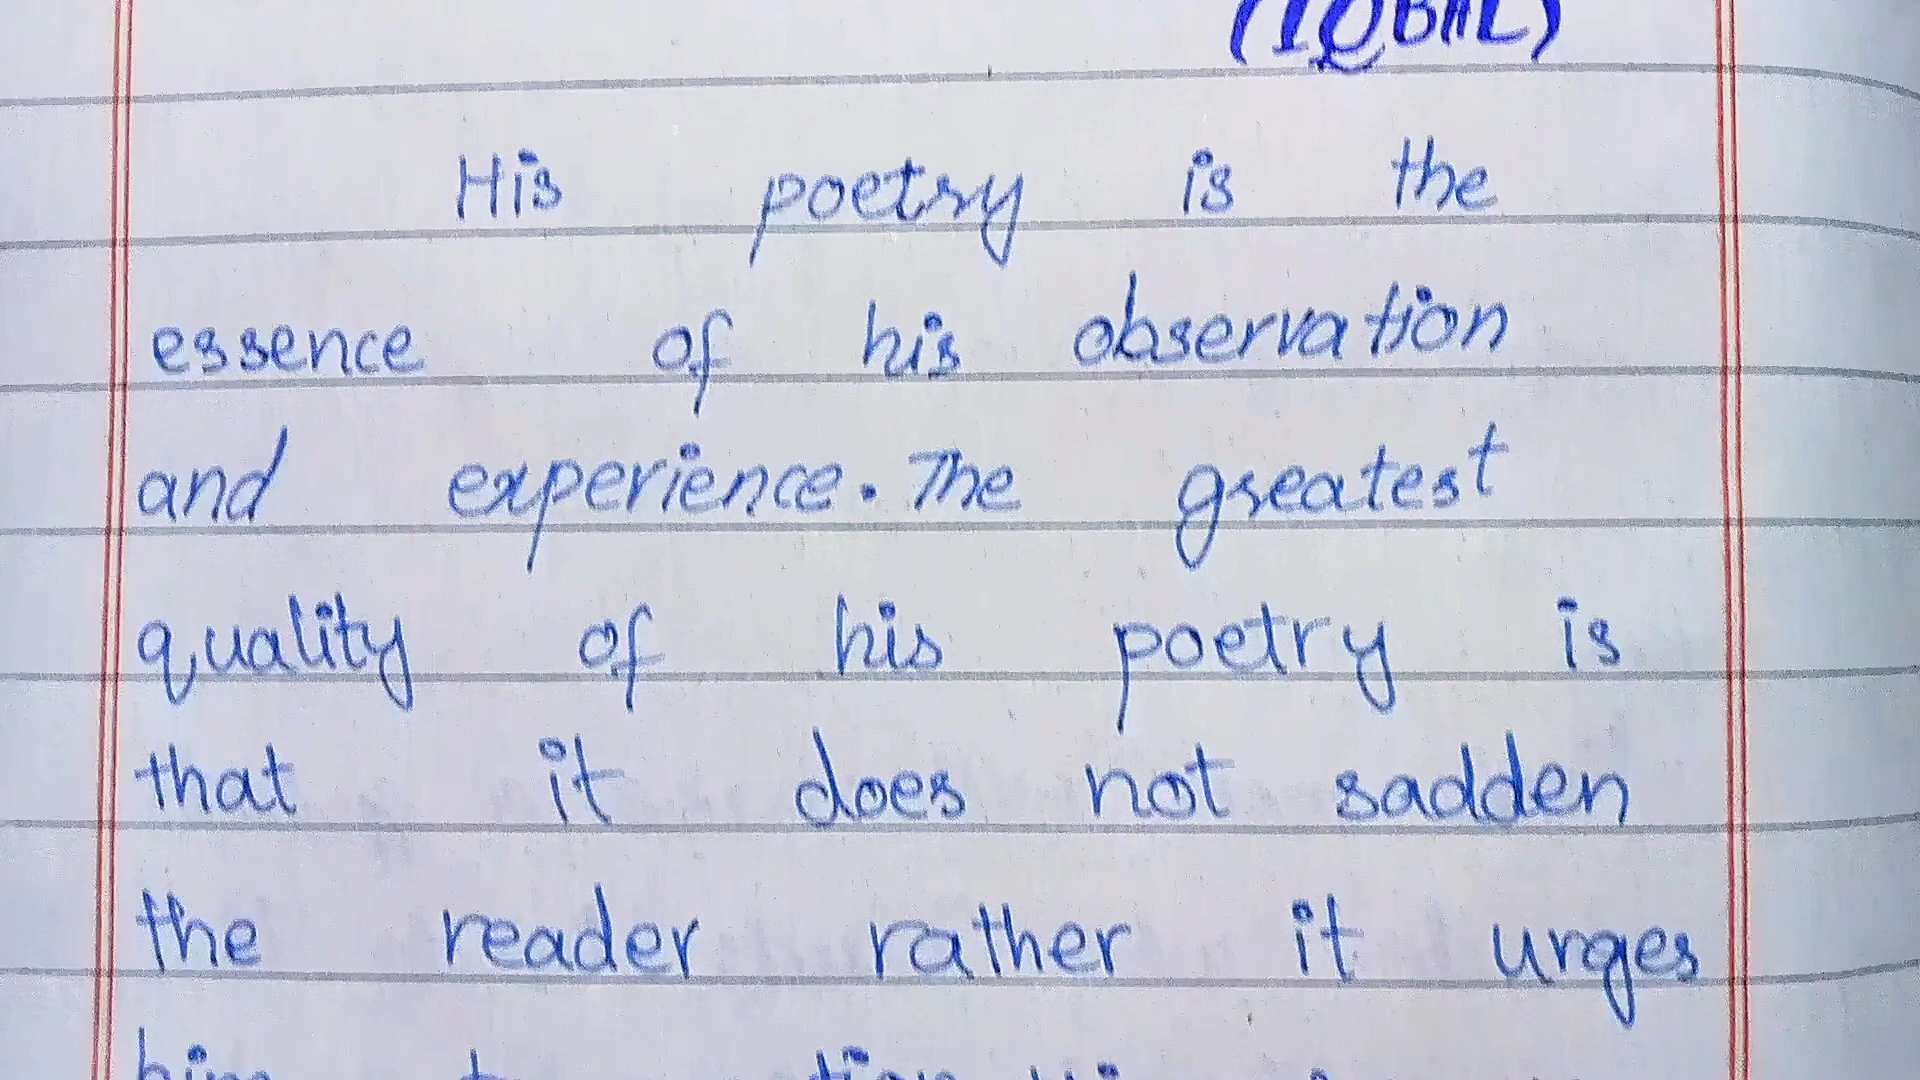 (IQBAL)
His poetry is the
essence of his observation
and experience. The greatest
quality of his poetry is
that it does not sadden
the reader rather it urges